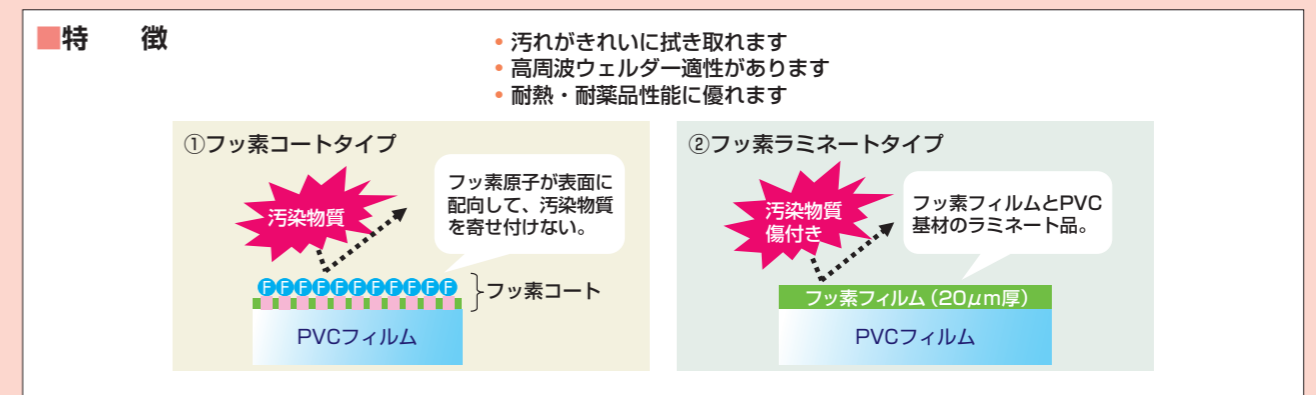 ■特　徴
• 汚れがきれいに拭き取れます
• 高周波ウェルダー適性があります
• 耐熱・耐薬品性能に優れます
①フッ素コートタイプ
汚染物質
フッ素原子が表面に
配向して、汚染物質
を寄せ付けない。
F F F F F F F F F F F
フッ素コート
PVCフィルム
②フッ素ラミネートタイプ
汚染物質
傷付き
フッ素フィルムとPVC
基材のラミネート品。
フッ素フィルム（20μm厚）
PVCフィルム